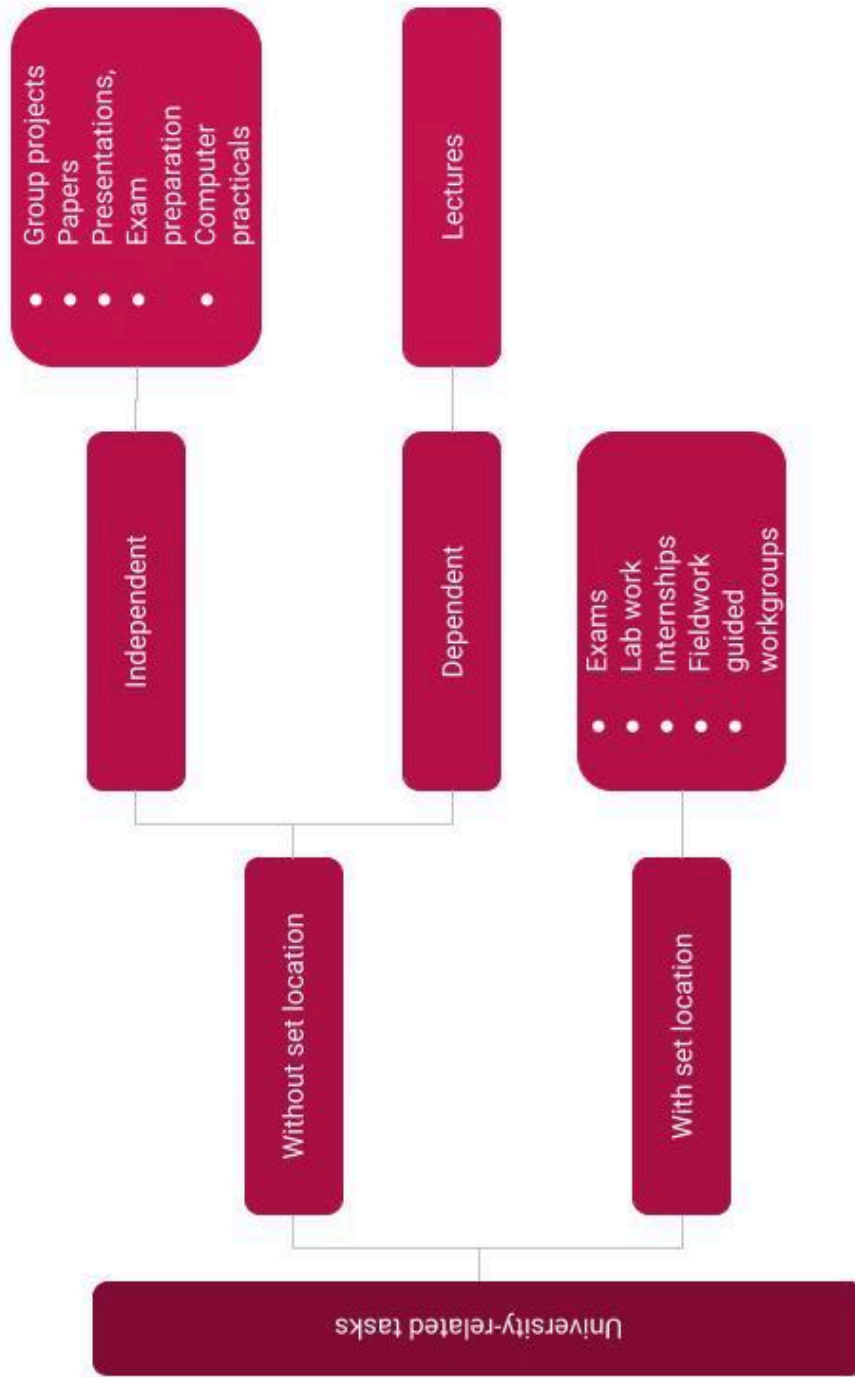 University-related tasks
Without set location
With set location
Independent
Dependent
Exams
Lab work
Internships
Fieldwork
guided
workgroups
Group projects
Papers
Presentations,
Exam
preparation
Computer
practicals
Lectures